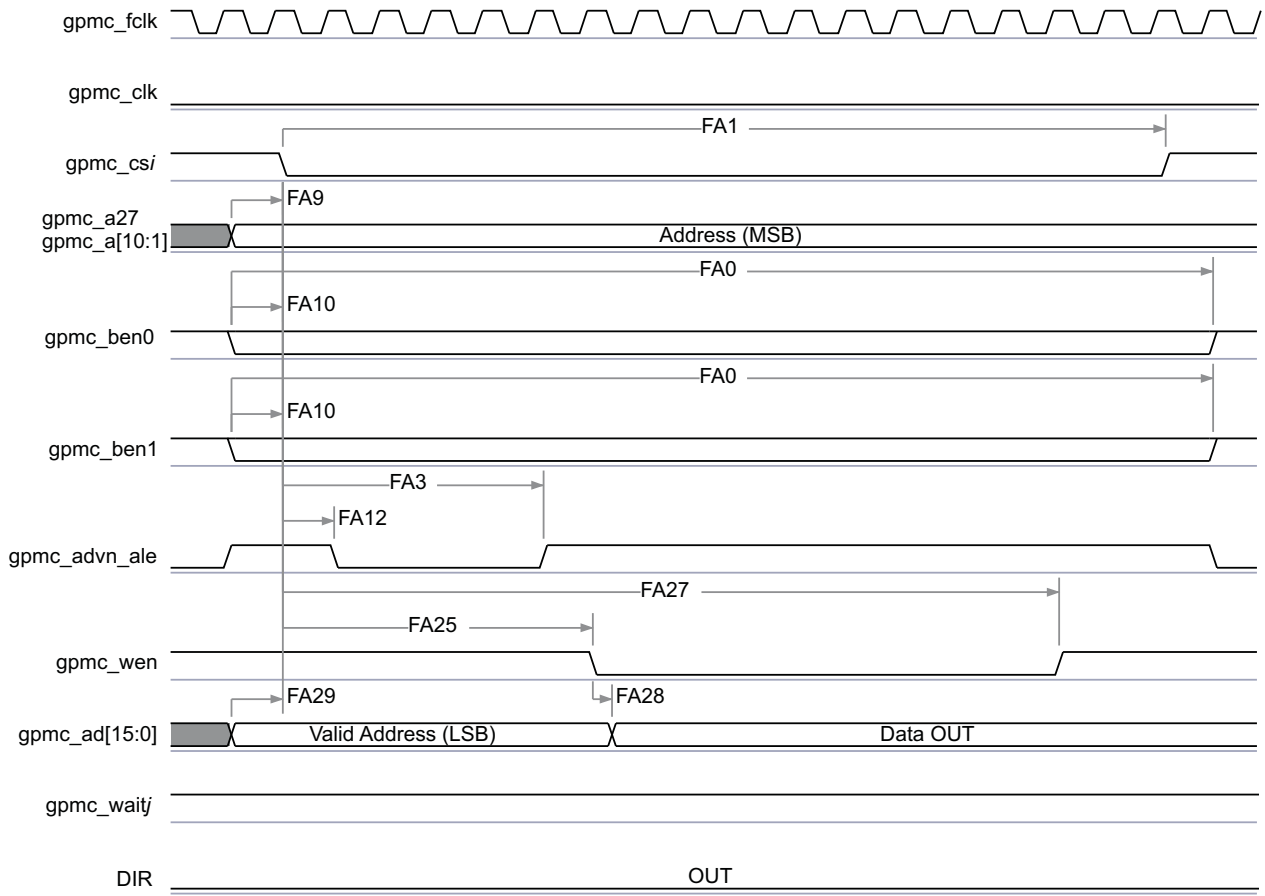 gpmc_fclk
gpmc_clk
FA1
gpmc_csi
FA9
gpmc_a27
gpmc_a[10:1]
Address (MSB)
FA0
FA10
gpmc_ben0
FA0
FA10
gpmc_ben1
FA3
FA12
gpmc_advn_ale
FA27
FA25
gpmc_wen
FA29
FA28
gpmc_ad[15:0]
Valid Address (LSB)
Data OUT
gpmc_waitj
DIR
OUT